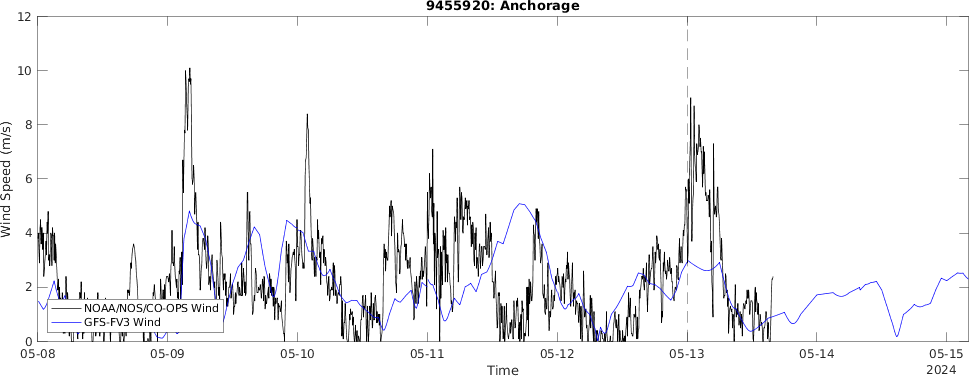 9455920: Anchorage
12
10
8
6
4
2
0
Wind Speed (m/s)
NOAA/NOS/CO-OPS Wind
GFS-FV3 Wind
05-08 05-09 05-10 05-11 05-12 05-13 05-14 05-15
Time 2024